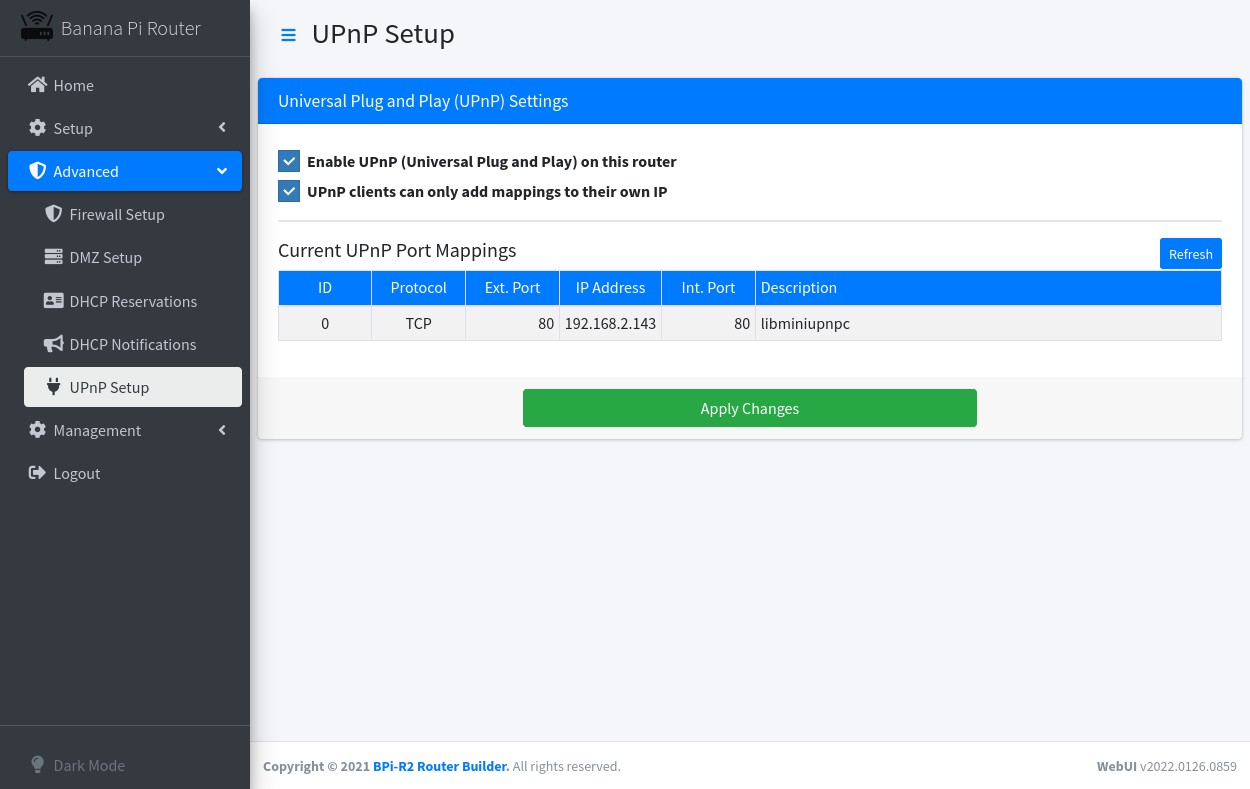 Banana Pi Router
Home
Setup
Advanced
Firewall Setup
DMZ Setup
DHCP Reservations
DHCP Notifications
UPnP Setup
Management
Logout
Dark Mode
UPnP Setup
Universal Plug and Play (UPnP) Settings
Enable UPnP (Universal Plug and Play) on this router
UPnP clients can only add mappings to their own IP
Current UPnP Port Mappings
Refresh
ID Protocol Ext. Port IP Address Int. Port Description
0 TCP 80 192.168.2.143 80 libminiupnpc
Apply Changes
Copyright © 2021 BPi-R2 Router Builder. All rights reserved.
WebUI v2022.0126.0859